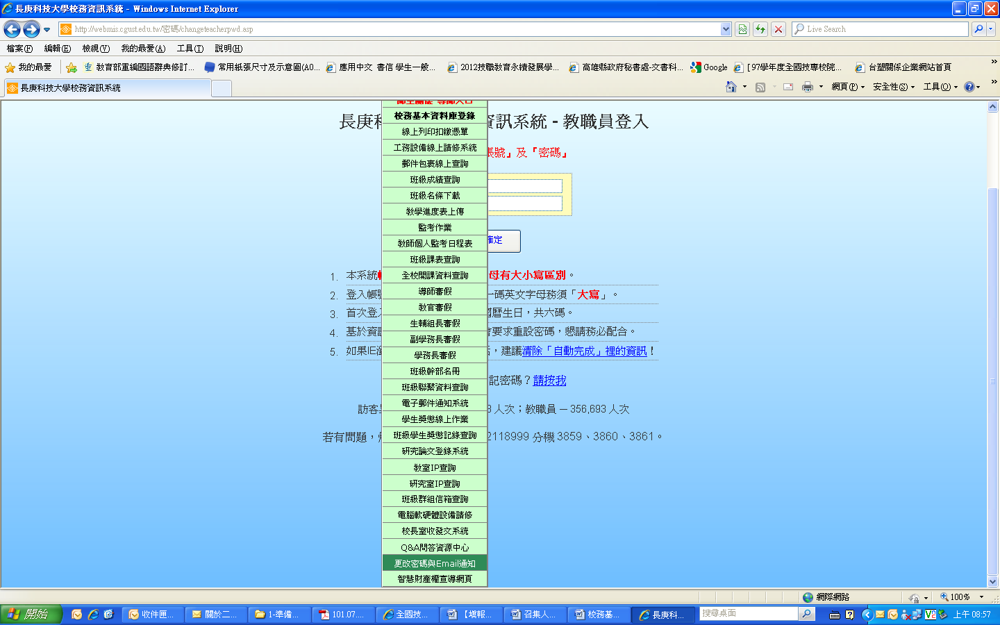 長庚科技大學校務資訊系統 - Windows Internet Explorer
http://webmis.cgust.edu.tw/密碼/changeteacherpwd.asp
Live Search
檔案(F) 編輯(E) 檢視(V) 我的最愛(A) 工具(T) 說明(H)
我的最愛 教育部重編國語辭典修訂... 常用紙張尺寸及示意圖(A0... 應用中文 書信 學生一般... 2012技職教育永續發展學... 高雄縣政府秘書處-文書科... Google [ 97學年度全國技專校院... 台塑關係企業網站首頁
長庚科技大學校務資訊系統
網頁(P) 安全性(S) 工具(O)
長庚科 資訊系統 - 教職員登入
帳號』及『密碼』
確定
1. 本系統 母有大小寫區別。
2. 登入帳號 一碼英文字母務須「大寫」。
3. 首次登入 國曆生日，共六碼。
4. 基於資訊 會要求重設密碼，懇請務必配合。
5. 如果IE瀏 話，建議清除「自動完成」裡的資訊！
記密碼？請按我
訪客 3 人次；教職員 － 356,693 人次
若有問題， 2118999 分機 3859、3860、3861。
校務基本資料庫登錄
線上列印扣繳憑單
工務設備線上請修系統
郵件包裹線上查詢
班級成績查詢
班級名條下載
教學進度表上傳
監考作業
教師個人監考日程表
班級課表查詢
全校開課資料查詢
導師審假
教官審假
生輔組長審假
副學務長審假
學務長審假
班級幹部名冊
班級聯繫資料查詢
電子郵件通知系統
學生獎懲線上作業
班級學生獎懲記錄查詢
研究論文登錄系統
教室IP查詢
研究室IP查詢
班級群組信箱查詢
電腦軟硬體設備請修
校長室收發文系統
Q&A問答資源中心
更改密碼與Email通知
智慧財產權宣導網頁
網際網路
100%
開始 收件匣... 關於二... 1-準備... 101.07.... 全國技... 【填報... 召集人... 校務基... 長庚科... 搜尋桌面 上午 08:57